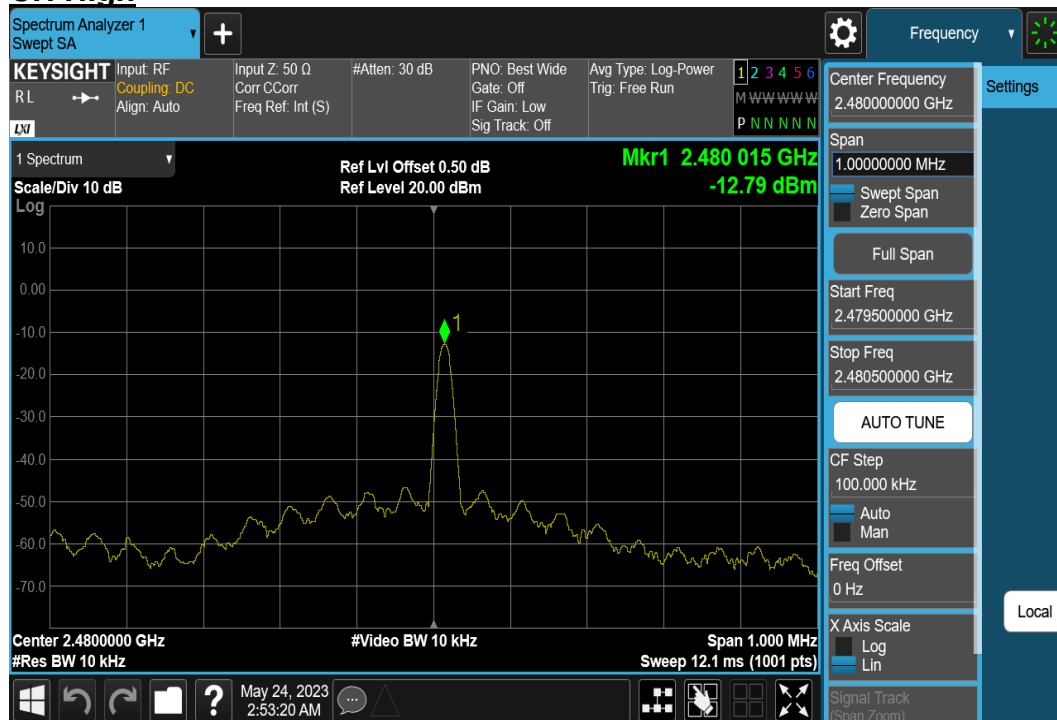 Spectrum Analyzer 1
Swept SA
Frequency
KEYSIGHT
RL
LXI
Input: RF
Coupling: DC
Align: Auto
Input Z: 50 Ω
Corr CCorr
Freq Ref: Int (S)
#Atten: 30 dB
PNO: Best Wide
Gate: Off
IF Gain: Low
Sig Track: Off
Avg Type: Log-Power
Trig: Free Run
1 2 3 4 5 6
M W W W W W
P N N N N N
1 Spectrum
Scale/Div 10 dB
Log
Ref Lvl Offset 0.50 dB
Ref Level 20.00 dBm
Mkr1 2.480 015 GHz
-12.79 dBm
10.0
0.00
-10.0
-20.0
-30.0
-40.0
-50.0
-60.0
-70.0
1
Center 2.4800000 GHz
#Res BW 10 kHz
#Video BW 10 kHz
Span 1.000 MHz
Sweep 12.1 ms (1001 pts)
?
May 24, 2023
2:53:20 AM
Center Frequency
2.480000000 GHz
Span
1.00000000 MHz
Swept Span
Zero Span
Full Span
Start Freq
2.479500000 GHz
Stop Freq
2.480500000 GHz
AUTO TUNE
CF Step
100.000 kHz
Auto
Man
Freq Offset
0 Hz
X Axis Scale
Log
Lin
Signal Track
(Span Zoom)
Settings
Local